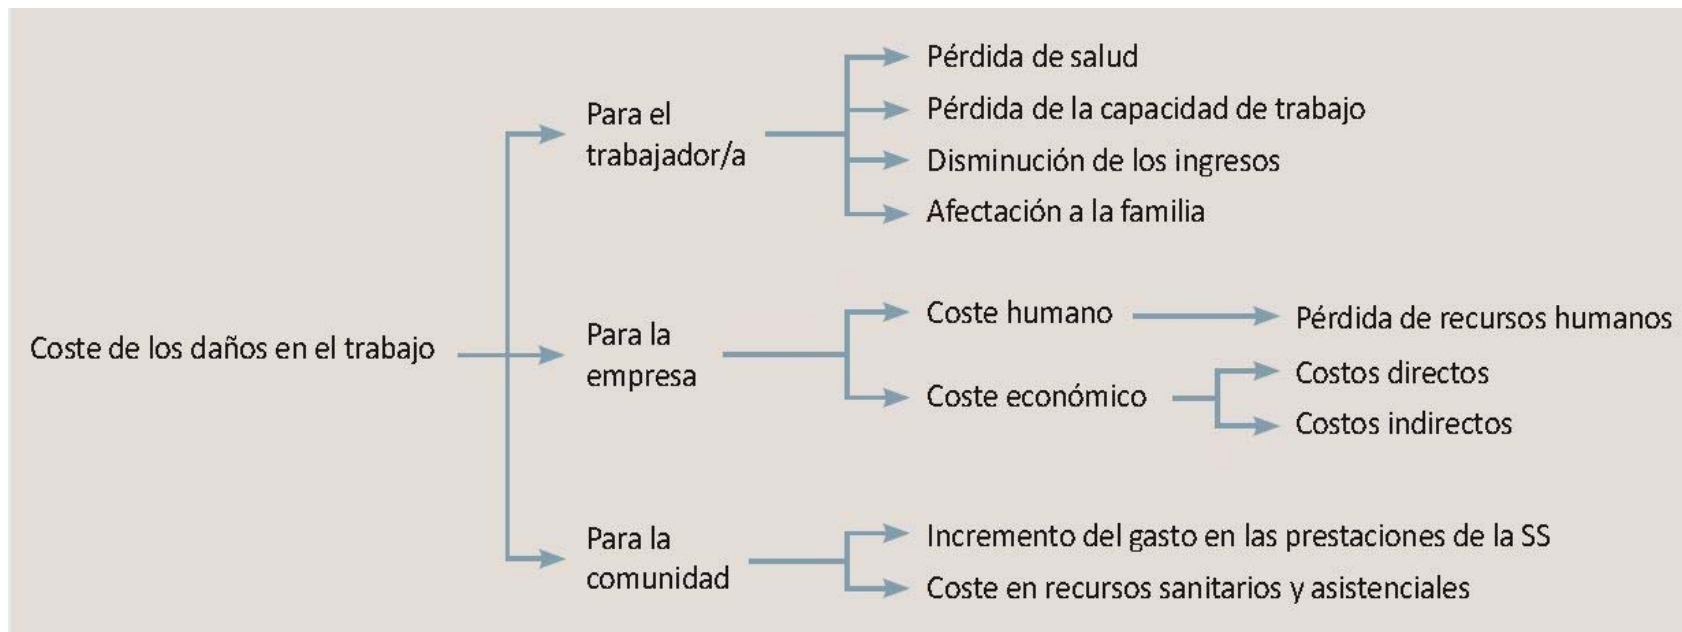 Coste de los daños en el trabajo
Para el
trabajador/a
Pérdida de salud
Pérdida de la capacidad de trabajo
Disminución de los ingresos
Afectación a la familia
Para la
empresa
Coste humano
Pérdida de recursos humanos
Coste económico
Costos directos
Costos indirectos
Para la
comunidad
Incremento del gasto en las prestaciones de la SS
Coste en recursos sanitarios y asistenciales